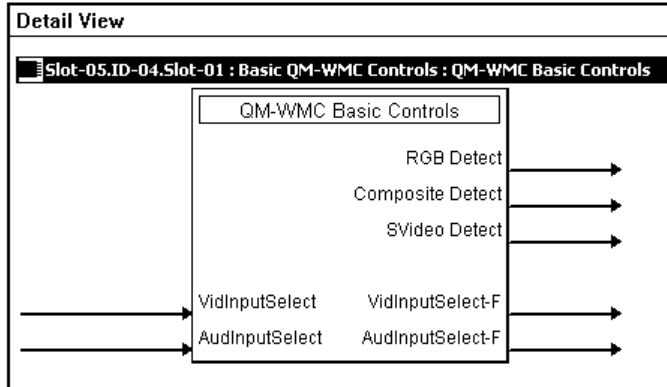 Detail View
Slot-05.ID-04.Slot-01 : Basic QM-WMC Controls : QM-WMC Basic Controls
QM-WMC Basic Controls
RGB Detect
Composite Detect
SVideo Detect
VidInputSelect VidInputSelect-F
AudInputSelect AudInputSelect-F